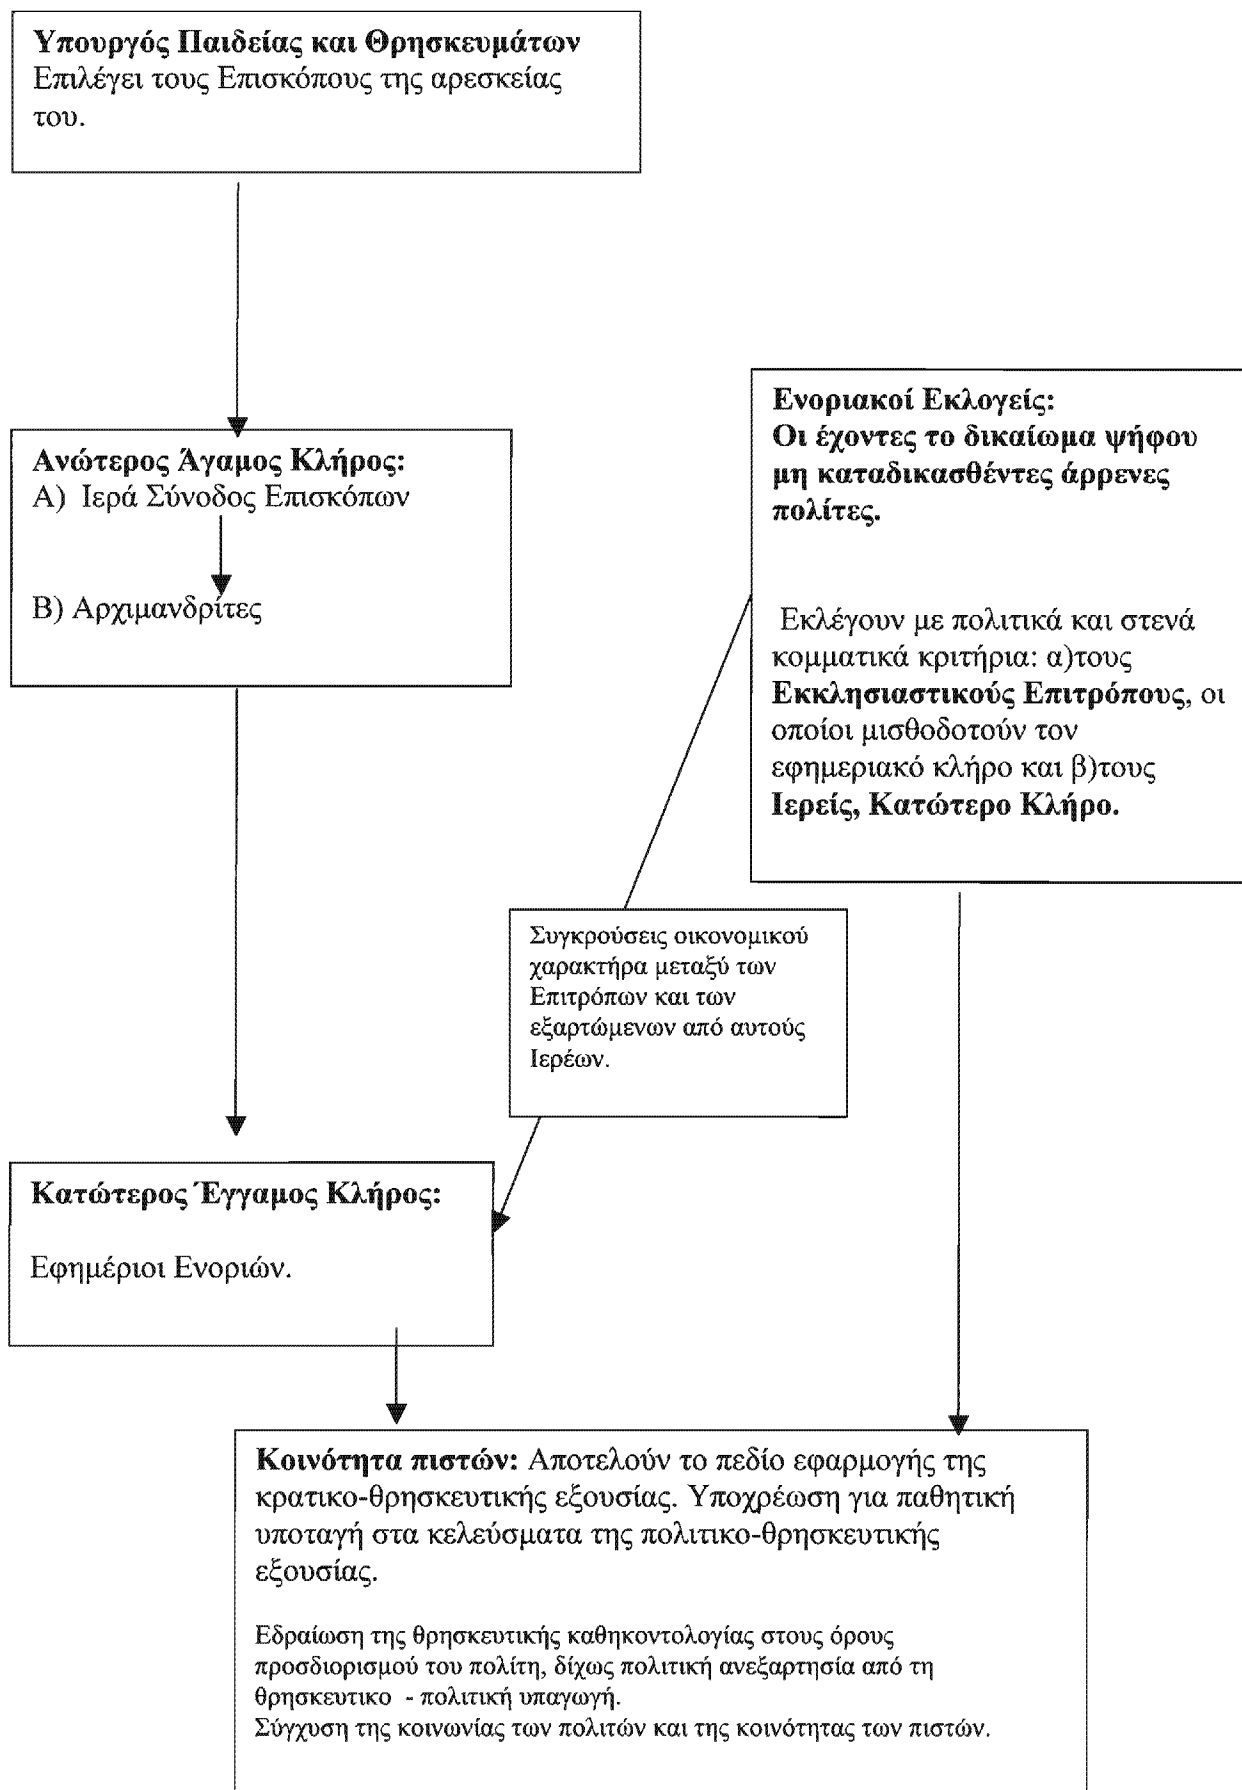 Υπουργός Παιδείας και Θρησκευμάτων
Επιλέγει τους Επισκόπους της αρεσκείας
του.
Ανώτερος Άγαμος Κλήρος:
Α) Ιερά Σύνοδος Επισκόπων
Β) Αρχιμανδρίτες
Ενοριακοί Εκλογείς:
Οι έχοντες το δικαίωμα ψήφου
μη καταδικασθέντες άρρενες
πολίτες.
Εκλέγουν με πολιτικά και στενά
κομματικά κριτήρια: α)τους
Εκκλησιαστικούς Επιτρόπους, οι
οποίοι μισθοδοτούν τον
εφημεριακό κλήρο και β)τους
Ιερείς, Κατώτερο Κλήρο.
Συγκρούσεις οικονομικού
χαρακτήρα μεταξύ των
Επιτρόπων και των
εξαρτώμενων από αυτούς
Ιερέων.
Κατώτερος Έγγαμος Κλήρος:
Εφημέριοι Ενοριών.
Κοινότητα πιστών: Αποτελούν το πεδίο εφαρμογής της
κρατικο-θρησκευτικής εξουσίας. Υποχρέωση για παθητική
υποταγή στα κελεύσματα της πολιτικο-θρησκευτικής
εξουσίας.
Εδραίωση της θρησκευτικής καθηκοντολογίας στους όρους
προσδιορισμού του πολίτη, δίχως πολιτική ανεξαρτησία από τη
θρησκευτικο - πολιτική υπαγωγή.
Σύγχυση της κοινωνίας των πολιτών και της κοινότητας των πιστών.